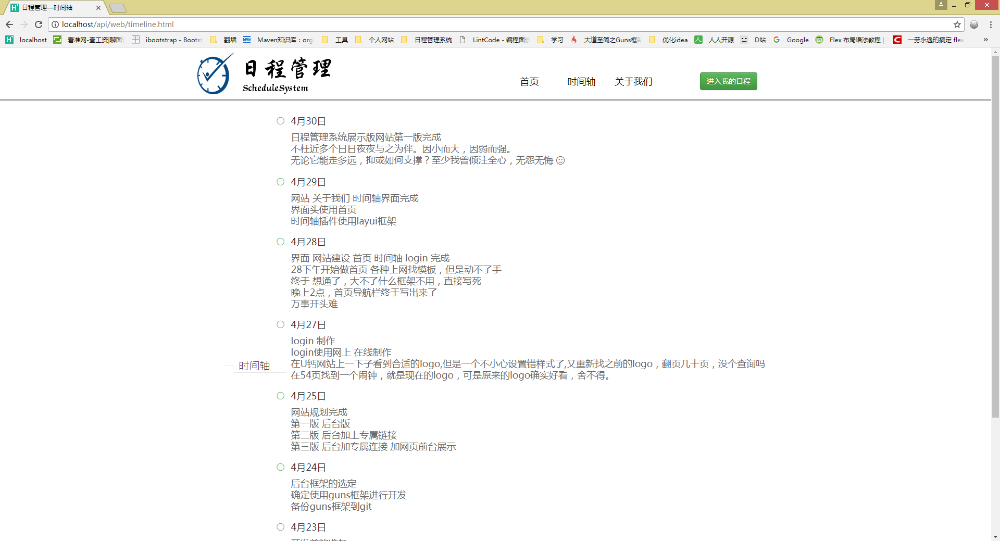 日程管理—时间轴
localhost/api/web/timeline.html
localhost 看准网-查工资|聊面 ibootstrap - Bootst 翻墙 Maven知识库：org 工具 个人网站 日程管理系统 LintCode - 编程面试 学习 大道至简之Guns框 优化idea 人人开源 D站 Google Flex 布局语法教程 | 一劳永逸的搞定 flex
日程管理
ScheduleSystem
首页 时间轴 关于我们 进入我的日程
4月30日
日程管理系统展示版网站第一版完成
不枉近多个日日夜夜与之为伴。因小而大，因弱而强。
无论它能走多远，抑或如何支撑？至少我曾倾注全心，无怨无悔
4月29日
网站 关于我们 时间轴界面完成
界面头使用首页
时间轴插件使用layui框架
4月28日
界面 网站建设 首页 时间轴 login 完成
28下午开始做首页 各种上网找模板，但是动不了手
终于 想通了，大不了什么框架不用，直接写死
晚上2点，首页导航栏终于写出来了
万事开头难
4月27日
login 制作
login使用网上 在线制作
在U钙网站上一下子看到合适的logo,但是一个不小心设置错样式了,又重新找之前的logo，翻页几十页，没个查询吗
时间轴
在54页找到一个闹钟，就是现在的logo，可是原来的logo确实好看，舍不得。
4月25日
网站规划完成
第一版 后台版
第二版 后台加上专属链接
第三版 后台加专属连接 加网页前台展示
4月24日
后台框架的选定
确定使用guns框架进行开发
备份guns框架到git
4月23日